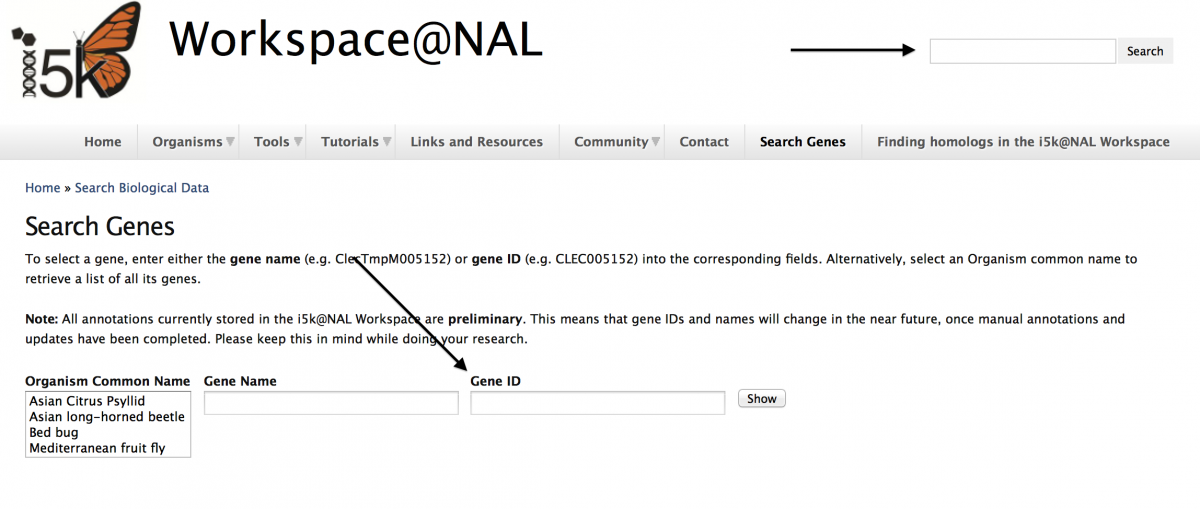 i5k
Workspace@NAL
Search
Home Organisms Tools Tutorials Links and Resources Community Contact Search Genes Finding homologs in the i5k@NAL Workspace
Home » Search Biological Data
Search Genes
To select a gene, enter either the gene name (e.g. ClecTmpM005152) or gene ID (e.g. CLEC005152) into the corresponding fields. Alternatively, select an Organism common name to
retrieve a list of all its genes.
Note: All annotations currently stored in the i5k@NAL Workspace are preliminary. This means that gene IDs and names will change in the near future, once manual annotations and
updates have been completed. Please keep this in mind while doing your research.
Organism Common Name Gene Name Gene ID
Asian Citrus Psyllid
Asian long-horned beetle
Bed bug
Mediterranean fruit fly
Show